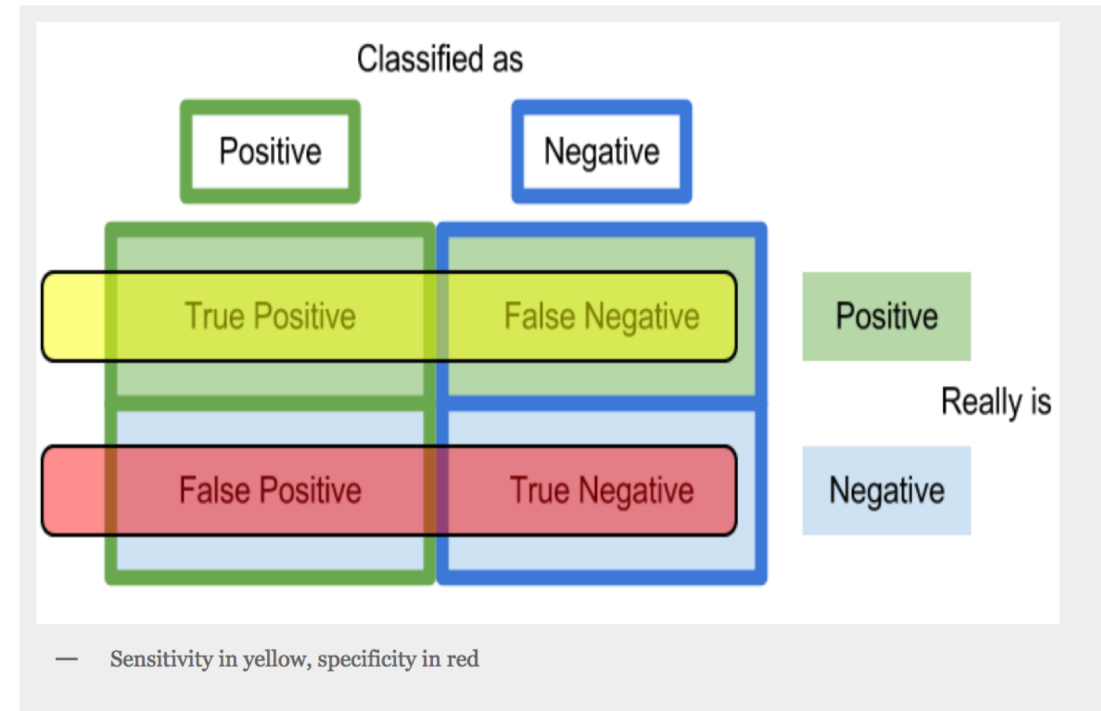 Classified as
Positive Negative
True Positive False Negative Positive
Really is
False Positive True Negative Negative
— Sensitivity in yellow, specificity in red